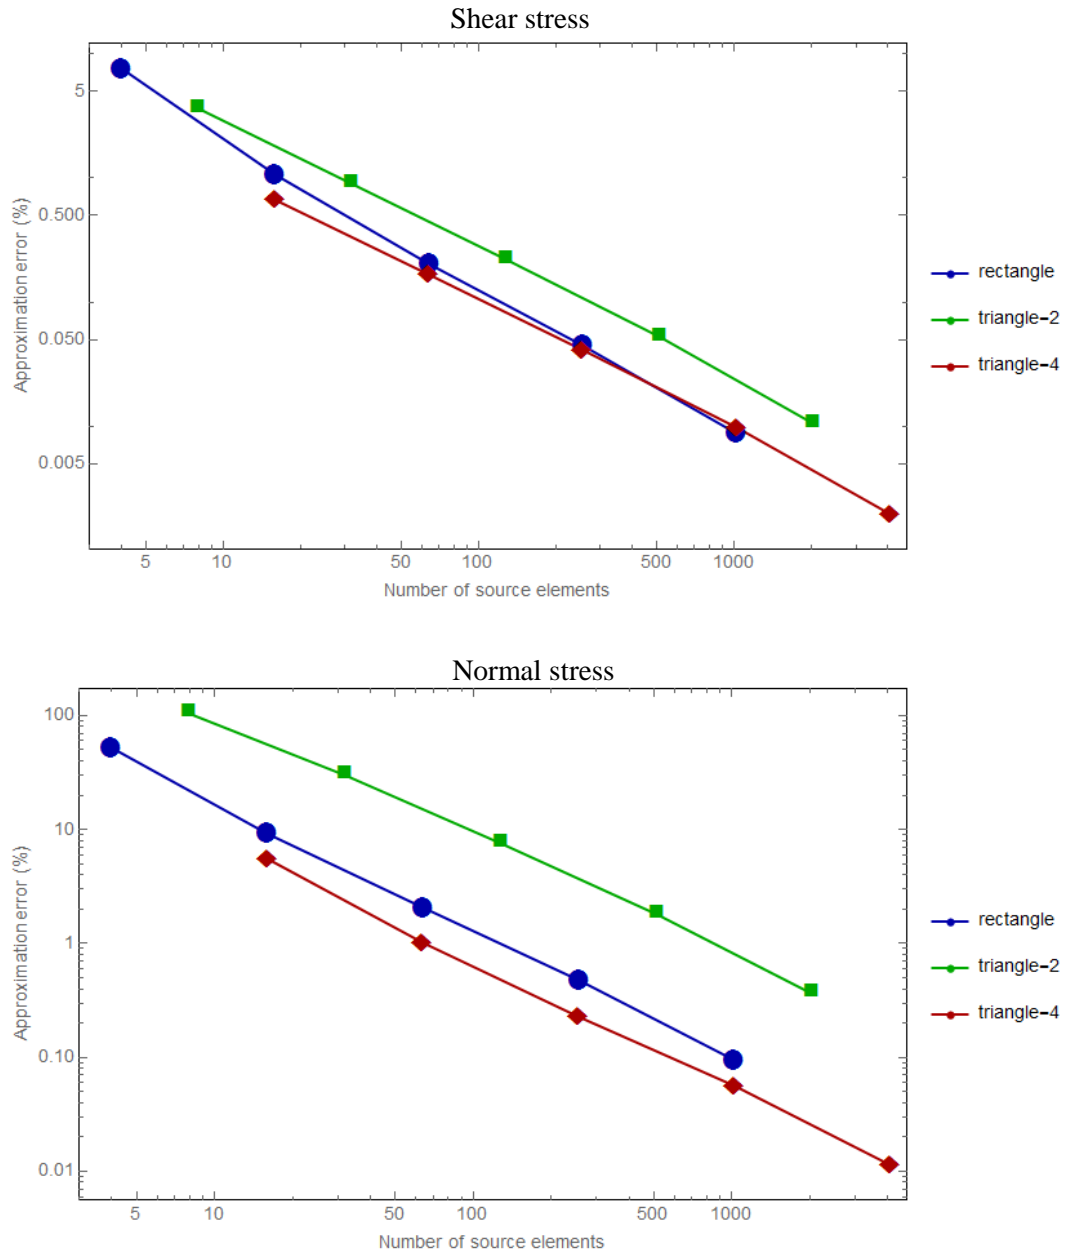 Shear stress
5
0.500
0.050
0.005
Approximation error (%)
5 10 50 100 500 1000
Number of source elements
rectangle
triangle-2
triangle-4
Normal stress
100
10
1
0.10
0.01
Approximation error (%)
5 10 50 100 500 1000
Number of source elements
rectangle
triangle-2
triangle-4